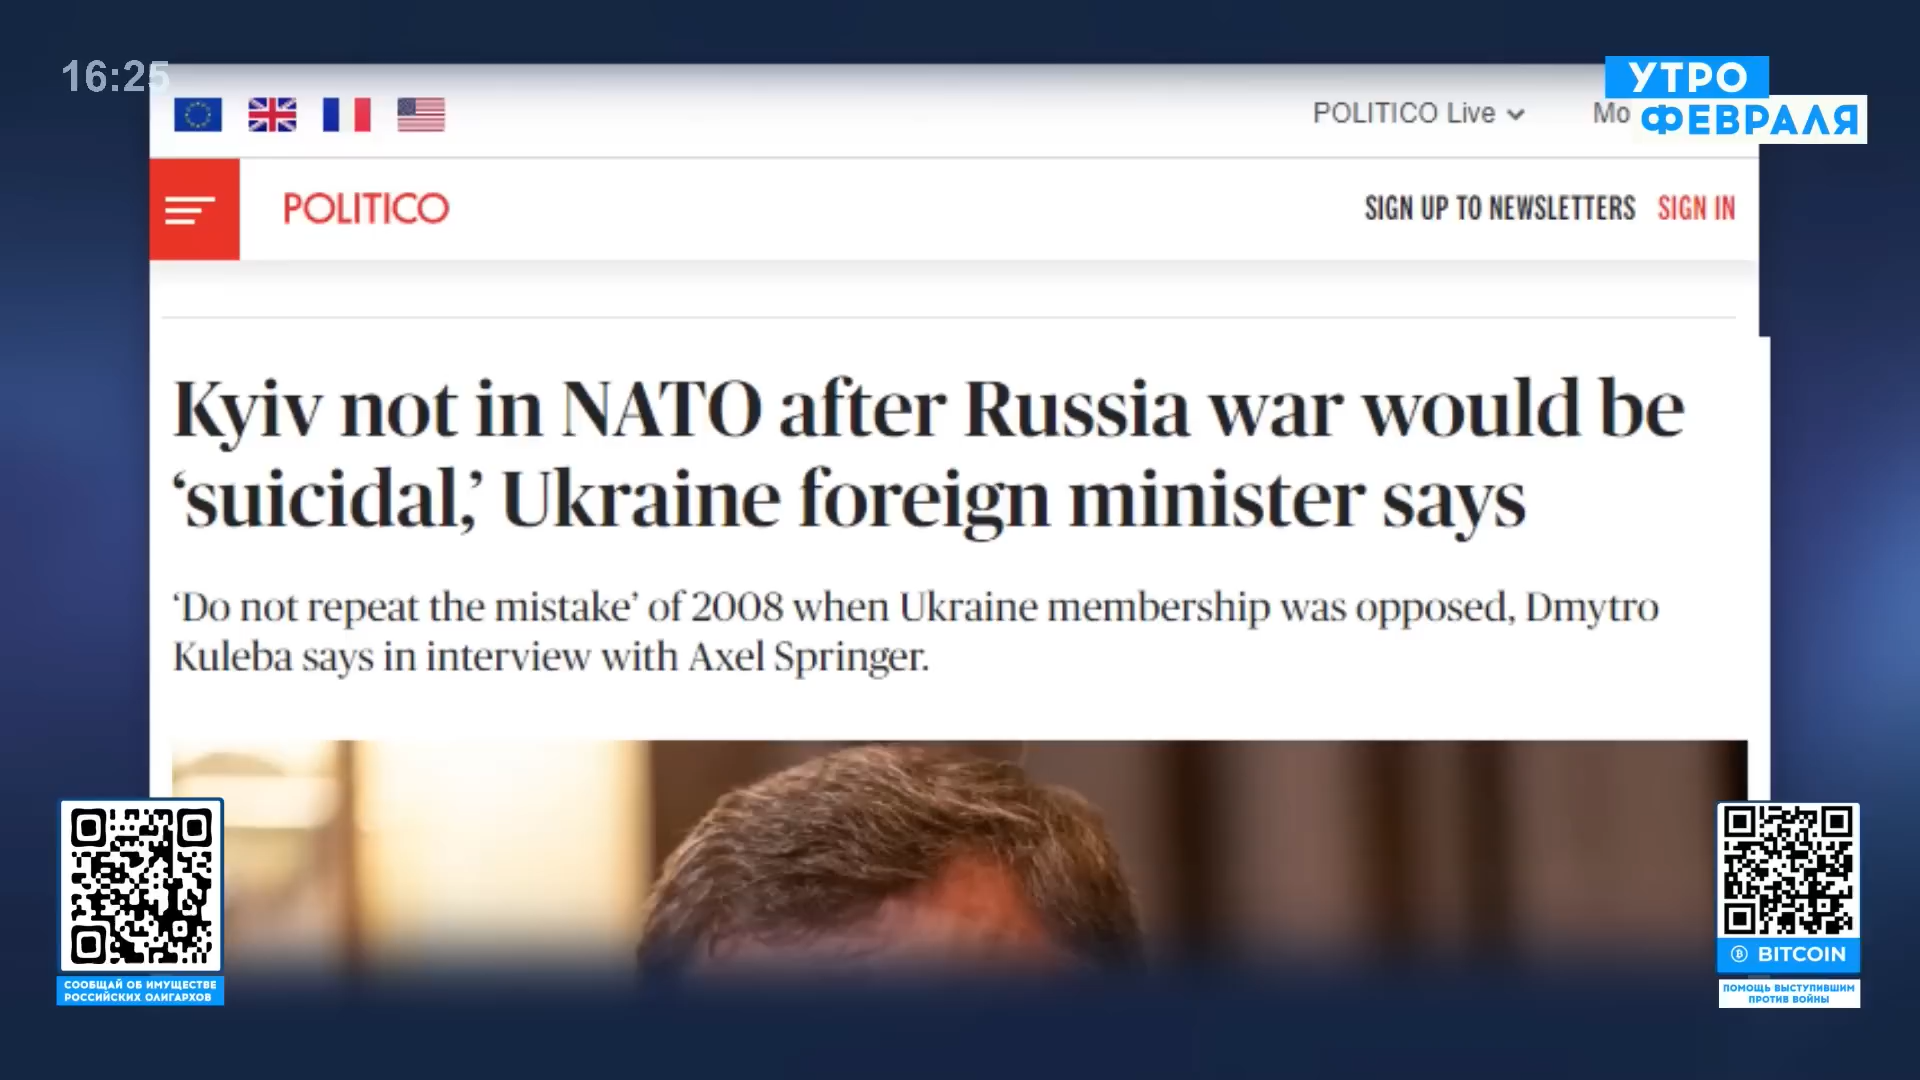 16:25
УТРО
ФЕВРАЛЯ
POLITICO Live
Mo
POLITICO
SIGN UP TO NEWSLETTERS SIGN IN
Kyiv not in NATO after Russia war would be
‘suicidal,’ Ukraine foreign minister says
‘Do not repeat the mistake’ of 2008 when Ukraine membership was opposed, Dmytro
Kuleba says in interview with Axel Springer.
СООБЩАЙ ОБ ИМУЩЕСТВЕ
РОССИЙСКИХ ОЛИГАРХОВ
BITCOIN
ПОМОЩЬ ВЫСТУПИВШИМ
ПРОТИВ ВОЙНЫ